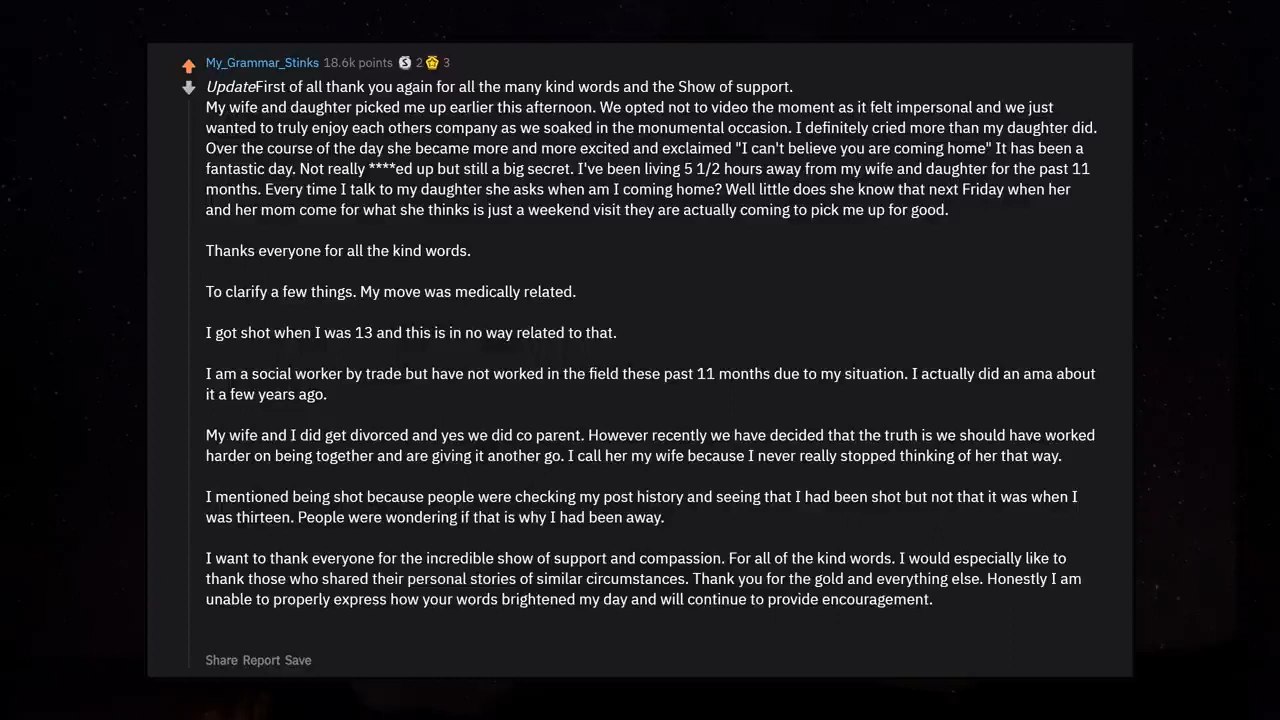 My_Grammar_Stinks 18.6k points S 2 3
UpdateFirst of all thank you again for all the many kind words and the Show of support.
My wife and daughter picked me up earlier this afternoon. We opted not to video the moment as it felt impersonal and we just
wanted to truly enjoy each others company as we soaked in the monumental occasion. I definitely cried more than my daughter did.
Over the course of the day she became more and more excited and exclaimed "I can't believe you are coming home" It has been a
fantastic day. Not really ****ed up but still a big secret. I've been living 5 1/2 hours away from my wife and daughter for the past 11
months. Every time I talk to my daughter she asks when am I coming home? Well little does she know that next Friday when her
and her mom come for what she thinks is just a weekend visit they are actually coming to pick me up for good.
Thanks everyone for all the kind words.
To clarify a few things. My move was medically related.
I got shot when I was 13 and this is in no way related to that.
I am a social worker by trade but have not worked in the field these past 11 months due to my situation. I actually did an ama about
it a few years ago.
My wife and I did get divorced and yes we did co parent. However recently we have decided that the truth is we should have worked
harder on being together and are giving it another go. I call her my wife because I never really stopped thinking of her that way.
I mentioned being shot because people were checking my post history and seeing that I had been shot but not that it was when I
was thirteen. People were wondering if that is why I had been away.
I want to thank everyone for the incredible show of support and compassion. For all of the kind words. I would especially like to
thank those who shared their personal stories of similar circumstances. Thank you for the gold and everything else. Honestly I am
unable to properly express how your words brightened my day and will continue to provide encouragement.
Share Report Save